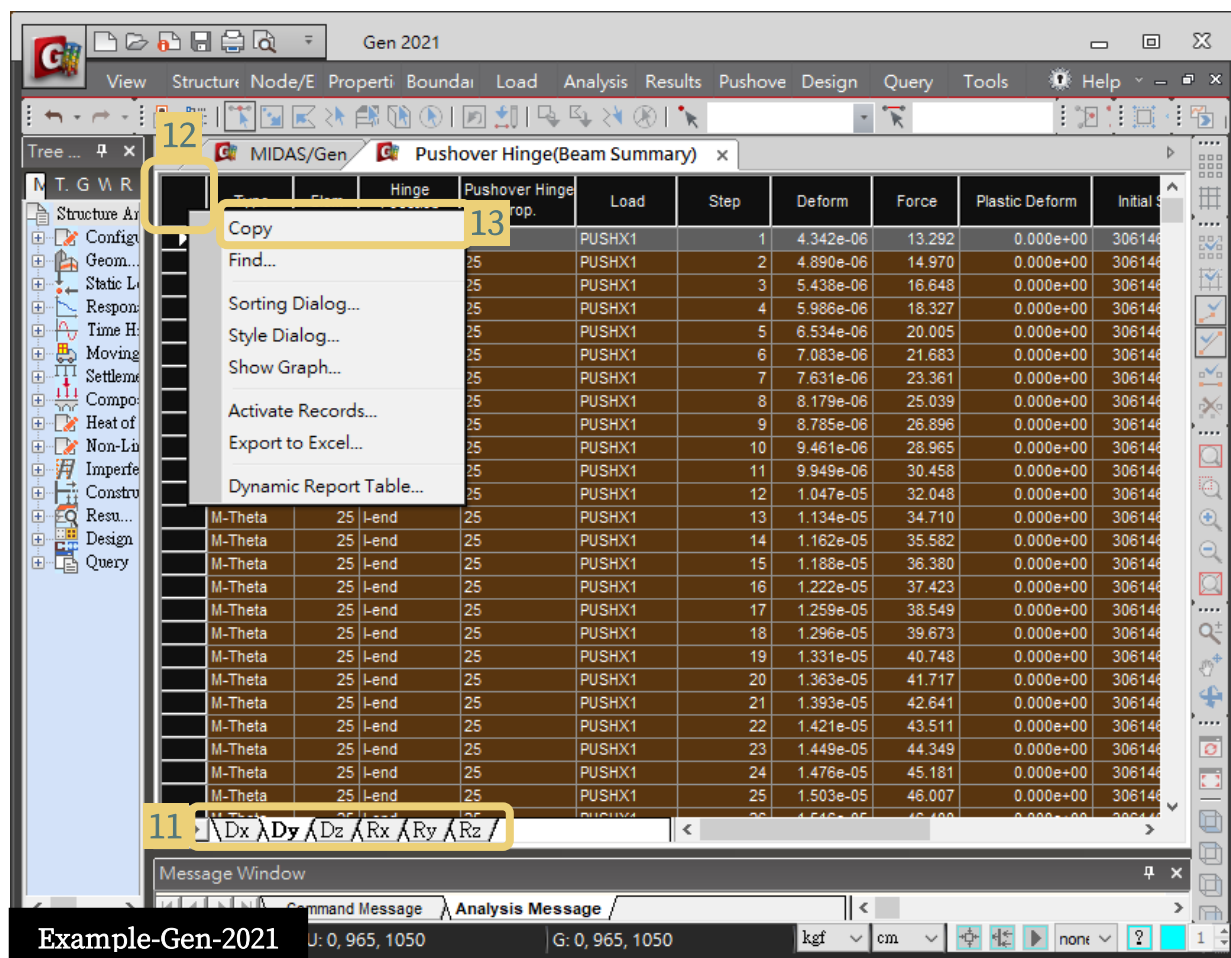 Gen 2021
View Structure Node/E Properti Boundar Load Analysis Results Pushove Design Query Tools Help
12
Tree ...
MIDAS/Gen Pushover Hinge(Beam Summary)
T. G W R
Structure
Configu
Geom...
Static
Respon
Time
Moving
Settleme
Compo
Heat of
Non-Lin
Imperfe
Constru
Resu...
Design
Query
Hinge Pushover Hinge Load Step Deform Force Plastic Deform Initial
Copy
13
Find...
Sorting Dialog...
Style Dialog...
Show Graph...
Activate Records...
Export to Excel...
Dynamic Report Table...
PUSHX1 1 4.342e-06 13.292 0.000e+00 306146
25 PUSHX1 2 4.890e-06 14.970 0.000e+00 306146
25 PUSHX1 3 5.438e-06 16.648 0.000e+00 306146
25 PUSHX1 4 5.986e-06 18.327 0.000e+00 306146
25 PUSHX1 5 6.534e-06 20.005 0.000e+00 306146
25 PUSHX1 6 7.083e-06 21.683 0.000e+00 306146
25 PUSHX1 7 7.631e-06 23.361 0.000e+00 306146
25 PUSHX1 8 8.179e-06 25.039 0.000e+00 306146
25 PUSHX1 9 8.785e-06 26.896 0.000e+00 306146
25 PUSHX1 10 9.461e-06 28.965 0.000e+00 306146
25 PUSHX1 11 9.949e-06 30.458 0.000e+00 306146
25 PUSHX1 12 1.047e-05 32.048 0.000e+00 306146
M-Theta 25 I-end 25 PUSHX1 13 1.134e-05 34.710 0.000e+00 306146
M-Theta 25 I-end 25 PUSHX1 14 1.162e-05 35.582 0.000e+00 306146
M-Theta 25 I-end 25 PUSHX1 15 1.188e-05 36.380 0.000e+00 306146
M-Theta 25 I-end 25 PUSHX1 16 1.222e-05 37.423 0.000e+00 306146
M-Theta 25 I-end 25 PUSHX1 17 1.259e-05 38.549 0.000e+00 306146
M-Theta 25 I-end 25 PUSHX1 18 1.296e-05 39.673 0.000e+00 306146
M-Theta 25 I-end 25 PUSHX1 19 1.331e-05 40.748 0.000e+00 306146
M-Theta 25 I-end 25 PUSHX1 20 1.363e-05 41.717 0.000e+00 306146
M-Theta 25 I-end 25 PUSHX1 21 1.393e-05 42.641 0.000e+00 306146
M-Theta 25 I-end 25 PUSHX1 22 1.421e-05 43.511 0.000e+00 306146
M-Theta 25 I-end 25 PUSHX1 23 1.449e-05 44.349 0.000e+00 306146
M-Theta 25 I-end 25 PUSHX1 24 1.476e-05 45.181 0.000e+00 306146
M-Theta 25 I-end 25 PUSHX1 25 1.503e-05 46.007 0.000e+00 306146
11 Dx Dy Dz Rx Ry Rz
Message Window
Command Message Analysis Message
Example-Gen-2021
U: 0, 965, 1050 G: 0, 965, 1050 kgf cm none ? 1